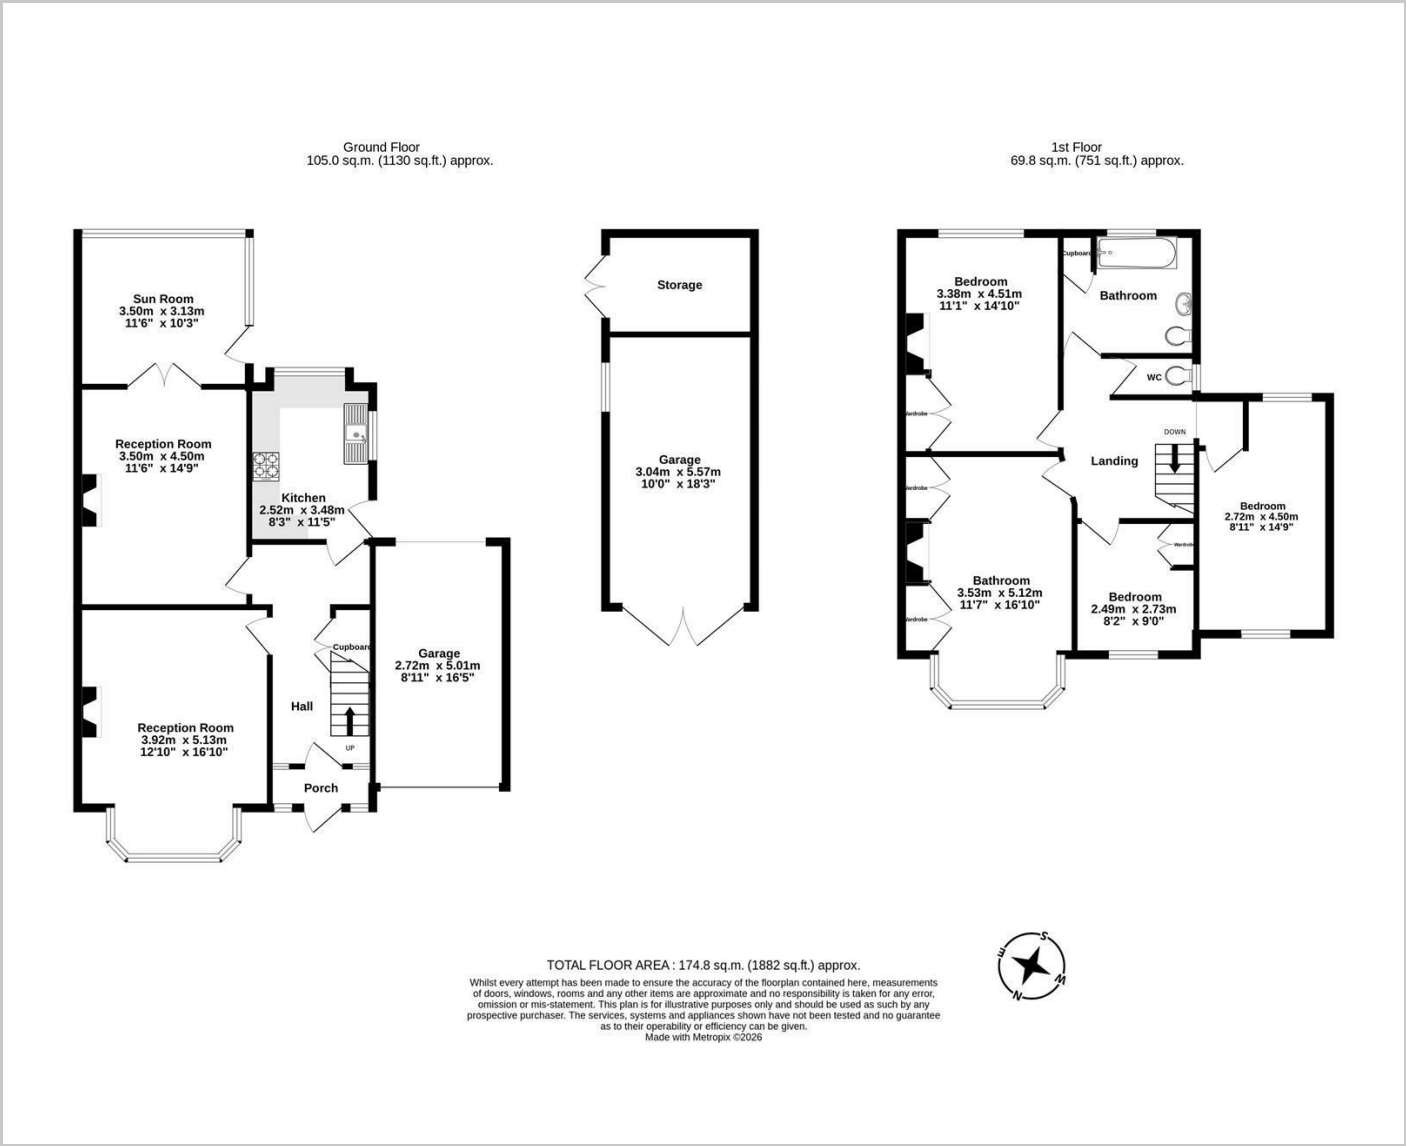 Ground Floor
105.0 sq.m. (1130 sq.ft.) approx.
1st Floor
69.8 sq.m. (751 sq.ft.) approx.
Sun Room
3.50m x 3.13m
11'6" x 10'3"
Reception Room
3.50m x 4.50m
11'6" x 14'9"
Kitchen
2.52m x 3.48m
8'3" x 11'5"
Cupboard
Hall
UP
Porch
Reception Room
3.92m x 5.13m
12'10" x 16'10"
Garage
2.72m x 5.01m
8'11" x 16'5"
Storage
Garage
3.04m x 5.57m
10'0" x 18'3"
Bedroom
3.38m x 4.51m
11'1" x 14'10"
Cupboard
Bathroom
WC
Wardrobe
DOWN
Landing
Wardrobe
Bedroom
2.72m x 4.50m
8'11" x 14'9"
Wardrobe
Bathroom
3.53m x 5.12m
11'7" x 16'10"
Bedroom
2.49m x 2.73m
8'2" x 9'0"
Wardrobe
S
E
W
N
TOTAL FLOOR AREA : 174.8 sq.m. (1882 sq.ft.) approx.
Whilst every attempt has been made to ensure the accuracy of the floorplan contained here, measurements
of doors, windows, rooms and any other items are approximate and no responsibility is taken for any error,
omission or mis-statement. This plan is for illustrative purposes only and should be used as such by any
prospective purchaser. The services, systems and appliances shown have not been tested and no guarantee
as to their operability or efficiency can be given.
Made with Metropix ©2026